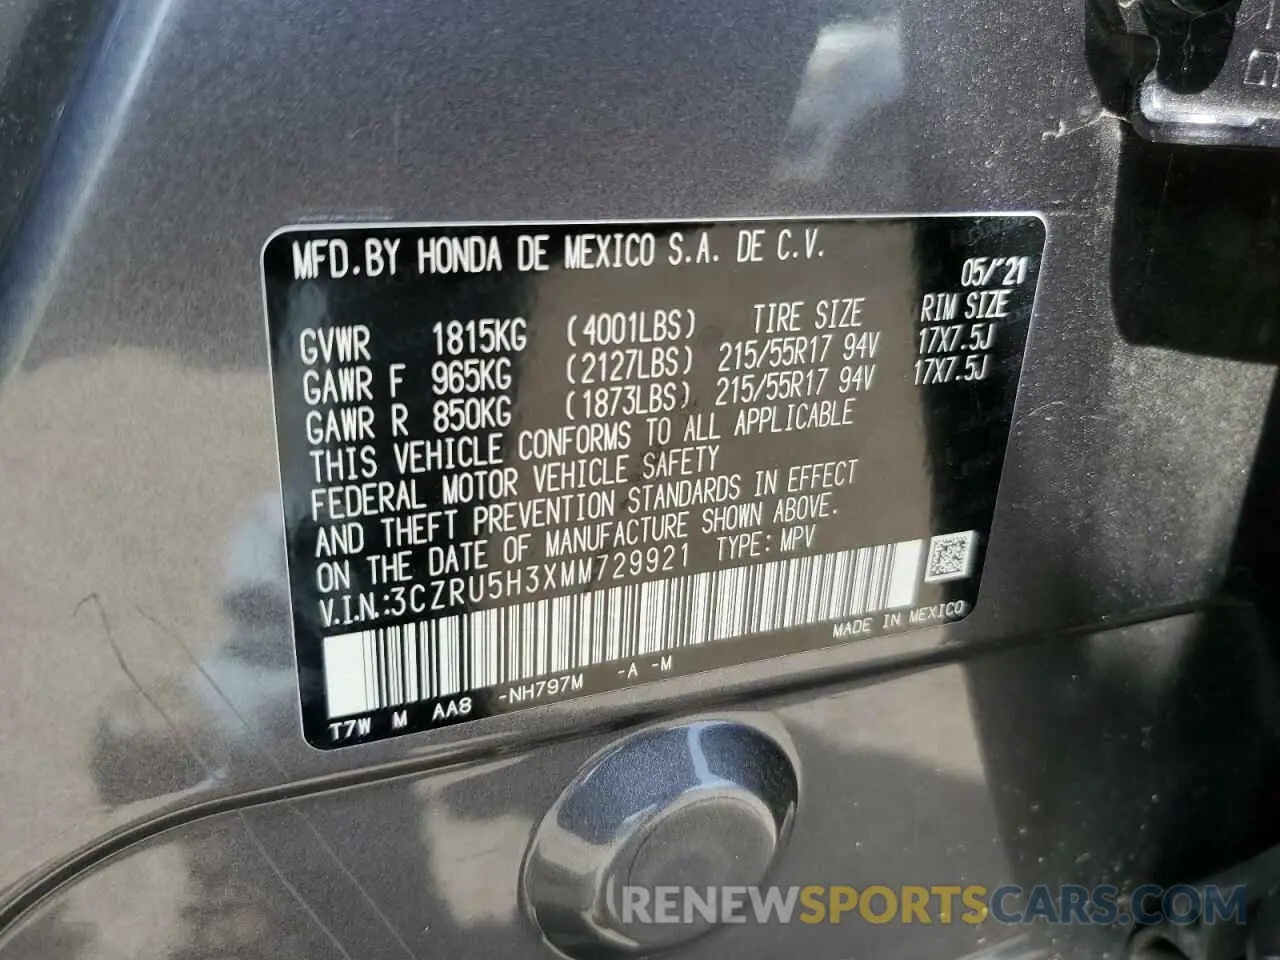 MFD.BY HONDA DE MEXICO S.A. DE C.V.
05/'21
TIRE SIZE RIM SIZE
GVWR 1815KG (4001LBS)
GAWR F 965KG (2127LBS) 215/55R17 94V 17X7.5J
GAWR R 850KG (1873LBS) 215/55R17 94V 17X7.5J
THIS VEHICLE CONFORMS TO ALL APPLICABLE
FEDERAL MOTOR VEHICLE SAFETY
AND THEFT PREVENTION STANDARDS IN EFFECT
ON THE DATE OF MANUFACTURE SHOWN ABOVE.
V.I.N.:3CZRU5H3XMM729921 TYPE: MPV
MADE IN MEXICO
T7W M AA8 -NH797M -A -M
RENEWSPORTSCARS.COM